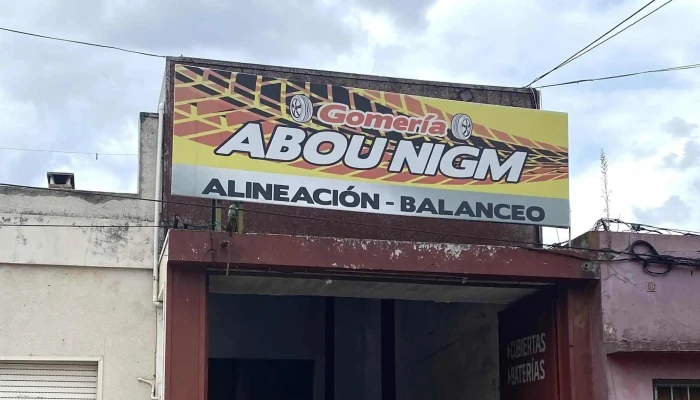 Gomería
ABOU NIGM
ALINEACIÓN - BALANCEO
CUBIERTAS
BATERÍAS